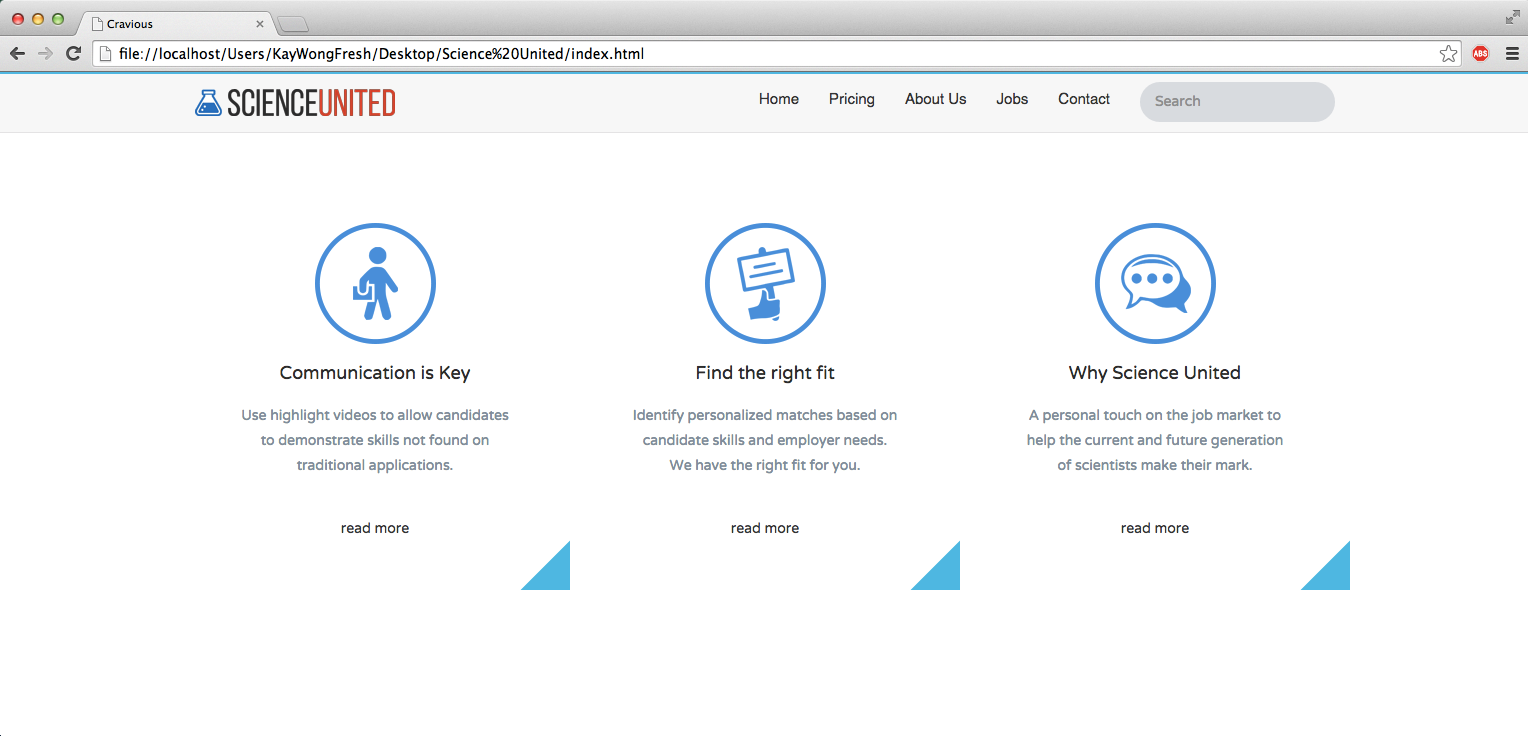 Cravious
file://localhost/Users/KayWongFresh/Desktop/Science%20United/index.html
ABS
SCIENCEUNITED
Home Pricing About Us Jobs Contact Search
Communication is Key
Use highlight videos to allow candidates
to demonstrate skills not found on
traditional applications.
read more
Find the right fit
Identify personalized matches based on
candidate skills and employer needs.
We have the right fit for you.
read more
Why Science United
A personal touch on the job market to
help the current and future generation
of scientists make their mark.
read more